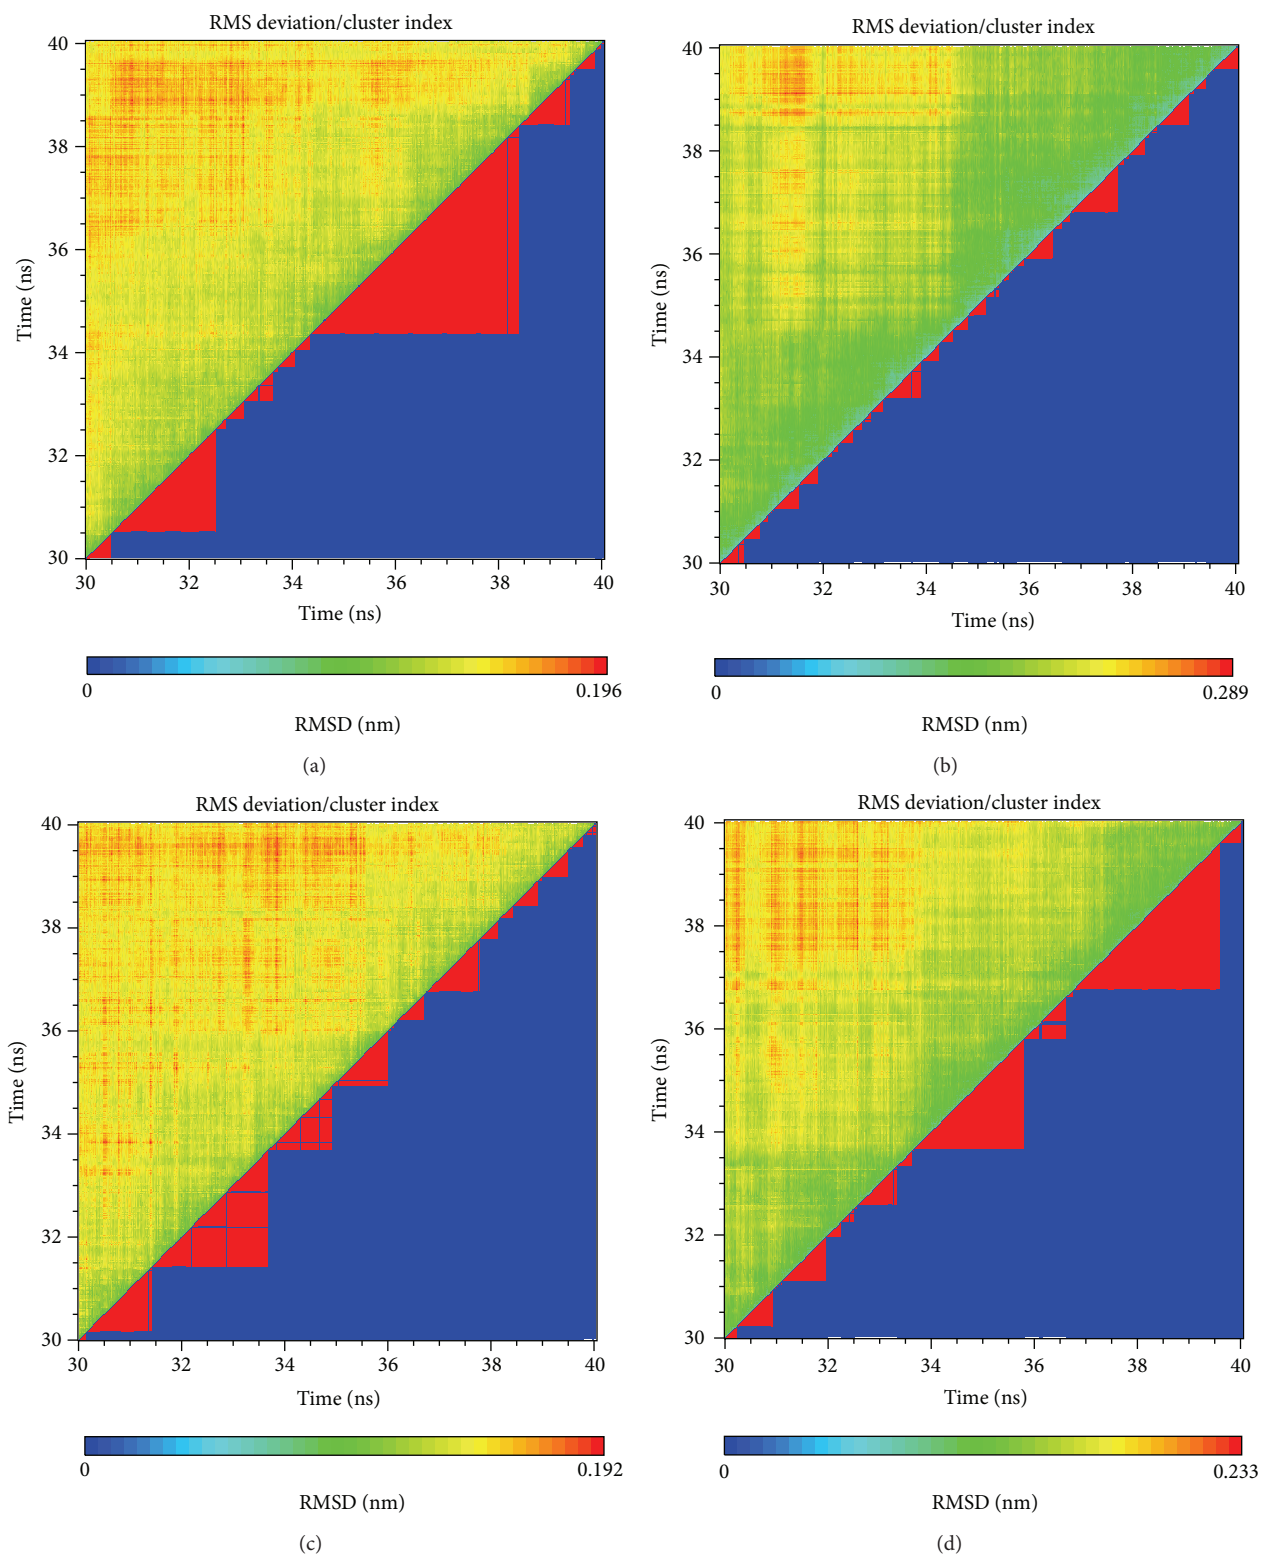 RMS deviation/cluster index
40
38
36
34
32
30
Time (ns)
30 32 34 36 38 40
Time (ns)
0 0.196
RMSD (nm)
(a)
RMS deviation/cluster index
40
38
36
34
32
30
Time (ns)
30 32 34 36 38 40
Time (ns)
0 0.289
RMSD (nm)
(b)
RMS deviation/cluster index
40
38
36
34
32
30
Time (ns)
30 32 34 36 38 40
Time (ns)
0 0.192
RMSD (nm)
(c)
RMS deviation/cluster index
40
38
36
34
32
30
Time (ns)
30 32 34 36 38 40
Time (ns)
0 0.233
RMSD (nm)
(d)